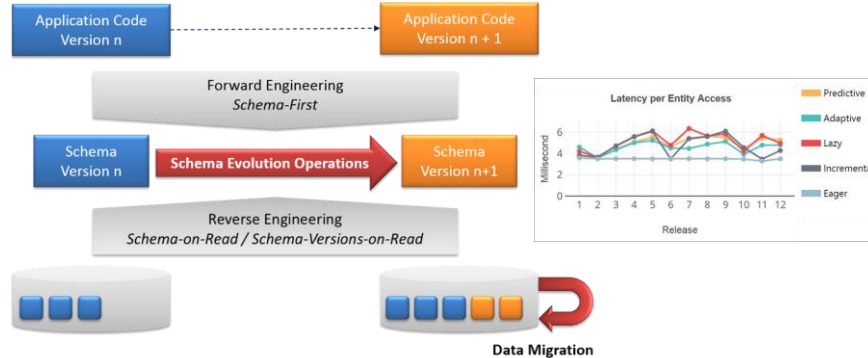 Application Code
Version n
Application Code
Version n + 1
Forward Engineering
Schema-First
Schema
Version n
Schema Evolution Operations
Schema
Version n+1
Reverse Engineering
Schema-on-Read / Schema-Versions-on-Read
Data Migration
Latency per Entity Access
Millisecond
6
4
2
0
1 2 3 4 5 6 7 8 9 10 11 12
Release
Predictive
Adaptive
Lazy
Incrementa
Eager